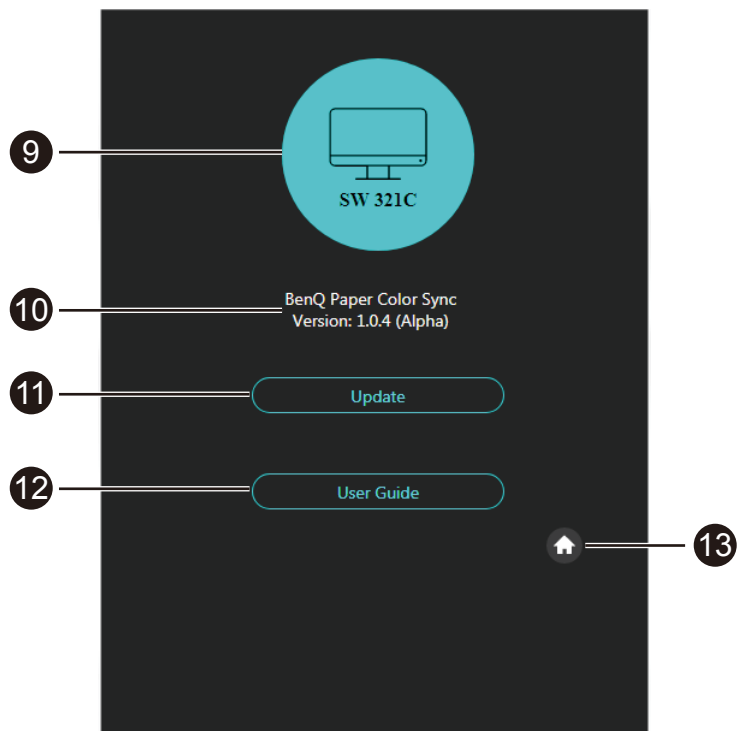 9
SW 321C
10
BenQ Paper Color Sync
Version: 1.0.4 (Alpha)
11
Update
12
User Guide
13